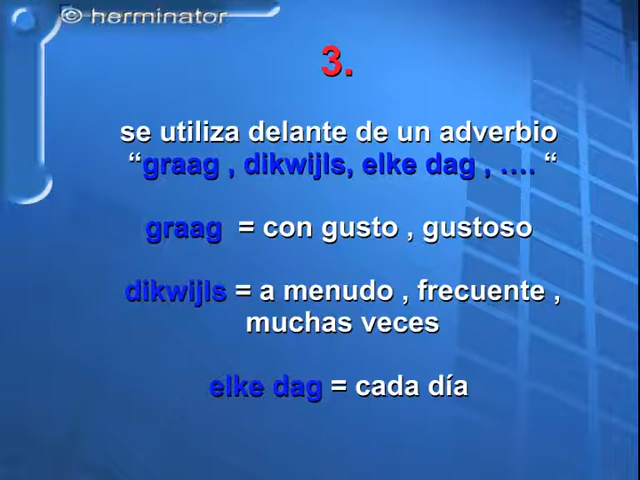 © herminator
3.
se utiliza delante de un adverbio
“graag , dikwijls, elke dag , …. “
graag = con gusto , gustoso
dikwijls = a menudo , frecuente ,
muchas veces
elke dag = cada día